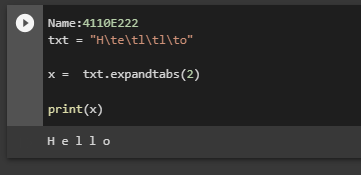 Name:4110E222
txt = "H\te\tl\tl\to"
x =  txt.expandtabs(2)
print(x)
H e l l o